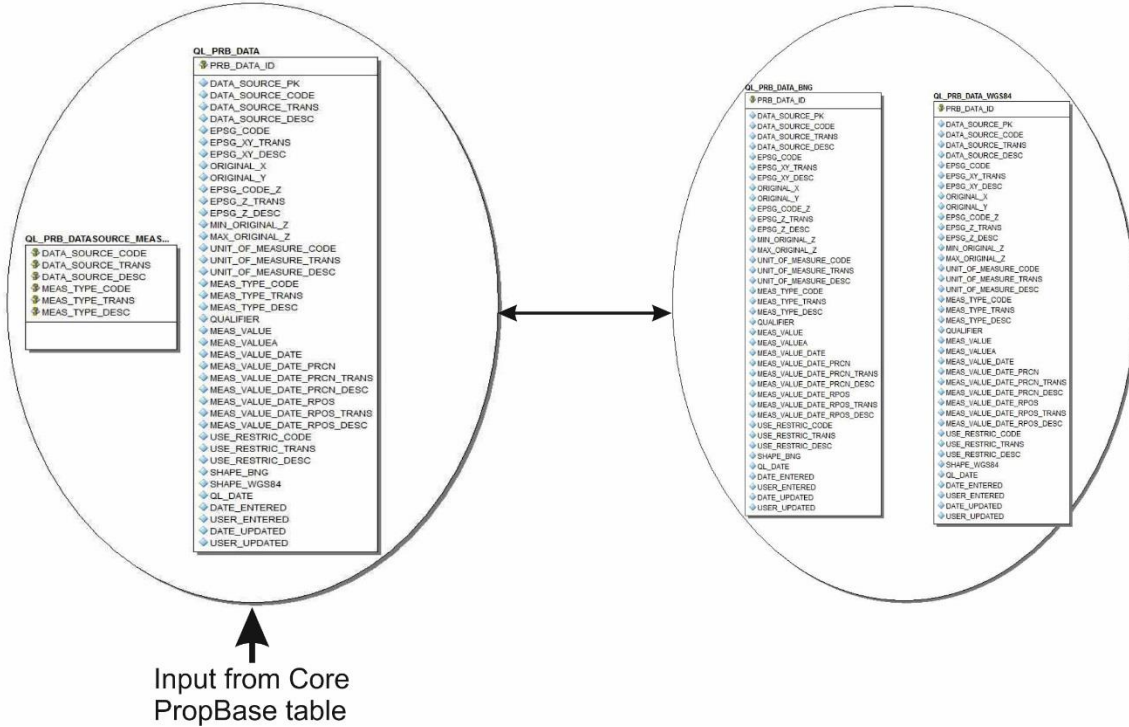 QL_PRB_DATA
PRB_DATA_ID
DATA_SOURCE_PK
DATA_SOURCE_CODE
DATA_SOURCE_TRANS
DATA_SOURCE_DESC
EPSG_CODE
EPSG_XY_TRANS
EPSG_XY_DESC
ORIGINAL_X
ORIGINAL_Y
EPSG_CODE_Z
EPSG_Z_TRANS
EPSG_Z_DESC
MIN_ORIGINAL_Z
MAX_ORIGINAL_Z
UNIT_OF_MEASURE_CODE
UNIT_OF_MEASURE_TRANS
UNIT_OF_MEASURE_DESC
MEAS_TYPE_CODE
MEAS_TYPE_TRANS
MEAS_TYPE_DESC
QUALIFIER
MEAS_VALUE
MEAS_VALUEA
MEAS_VALUE_DATE
MEAS_VALUE_DATE_PRCN
MEAS_VALUE_DATE_PRCN_TRANS
MEAS_VALUE_DATE_PRCN_DESC
MEAS_VALUE_DATE_RPOS
MEAS_VALUE_DATE_RPOS_TRANS
MEAS_VALUE_DATE_RPOS_DESC
USE_RESTRIC_CODE
USE_RESTRIC_TRANS
USE_RESTRIC_DESC
SHAPE_BNG
SHAPE_WGS84
QL_DATE
DATE_ENTERED
USER_ENTERED
DATE_UPDATED
USER_UPDATED
QL_PRB_DATASOURCE_MEAS...
DATA_SOURCE_CODE
DATA_SOURCE_TRANS
DATA_SOURCE_DESC
MEAS_TYPE_CODE
MEAS_TYPE_TRANS
MEAS_TYPE_DESC
QL_PRB_DATA_BNG
PRB_DATA_ID
DATA_SOURCE_PK
DATA_SOURCE_CODE
DATA_SOURCE_TRANS
DATA_SOURCE_DESC
EPSG_CODE
EPSG_XY_TRANS
EPSG_XY_DESC
ORIGINAL_X
ORIGINAL_Y
EPSG_CODE_Z
EPSG_Z_TRANS
EPSG_Z_DESC
MIN_ORIGINAL_Z
MAX_ORIGINAL_Z
UNIT_OF_MEASURE_CODE
UNIT_OF_MEASURE_TRANS
UNIT_OF_MEASURE_DESC
MEAS_TYPE_CODE
MEAS_TYPE_TRANS
MEAS_TYPE_DESC
QUALIFIER
MEAS_VALUE
MEAS_VALUEA
MEAS_VALUE_DATE
MEAS_VALUE_DATE_PRCN
MEAS_VALUE_DATE_PRCN_TRANS
MEAS_VALUE_DATE_PRCN_DESC
MEAS_VALUE_DATE_RPOS
MEAS_VALUE_DATE_RPOS_TRANS
MEAS_VALUE_DATE_RPOS_DESC
USE_RESTRIC_CODE
USE_RESTRIC_TRANS
USE_RESTRIC_DESC
SHAPE_BNG
QL_DATE
DATE_ENTERED
USER_ENTERED
DATE_UPDATED
USER_UPDATED
QL_PRB_DATA_WGS84
PRB_DATA_ID
DATA_SOURCE_PK
DATA_SOURCE_CODE
DATA_SOURCE_TRANS
DATA_SOURCE_DESC
EPSG_CODE
EPSG_XY_TRANS
EPSG_XY_DESC
ORIGINAL_X
ORIGINAL_Y
EPSG_CODE_Z
EPSG_Z_TRANS
EPSG_Z_DESC
MIN_ORIGINAL_Z
MAX_ORIGINAL_Z
UNIT_OF_MEASURE_CODE
UNIT_OF_MEASURE_TRANS
UNIT_OF_MEASURE_DESC
MEAS_TYPE_CODE
MEAS_TYPE_TRANS
MEAS_TYPE_DESC
QUALIFIER
MEAS_VALUE
MEAS_VALUEA
MEAS_VALUE_DATE
MEAS_VALUE_DATE_PRCN
MEAS_VALUE_DATE_PRCN_TRANS
MEAS_VALUE_DATE_PRCN_DESC
MEAS_VALUE_DATE_RPOS
MEAS_VALUE_DATE_RPOS_TRANS
MEAS_VALUE_DATE_RPOS_DESC
USE_RESTRIC_CODE
USE_RESTRIC_TRANS
USE_RESTRIC_DESC
SHAPE_WGS84
QL_DATE
DATE_ENTERED
USER_ENTERED
DATE_UPDATED
USER_UPDATED
Input from Core
PropBase table